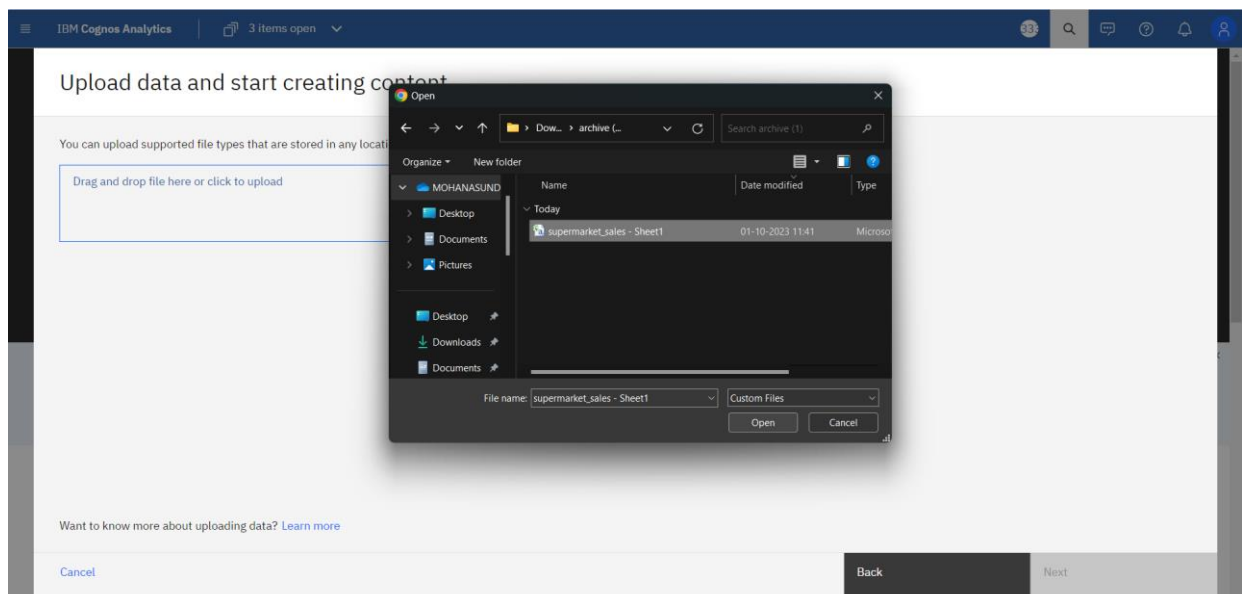 IBM Cognos Analytics
3 items open
Upload data and start creating content
You can upload supported file types that are stored in any locati
Drag and drop file here or click to upload
Open
Dow... > archive (...
Search archive (1)
Organize
New folder
MOHANASUND
Desktop
Documents
Pictures
Desktop
Downloads
Documents
Name
Date modified
Type
Today
supermarket_sales - Sheet1
01-10-2023 11:41
Microso
File name:
supermarket_sales - Sheet1
Custom Files
Open
Cancel
Want to know more about uploading data? Learn more
Cancel
Back
Next